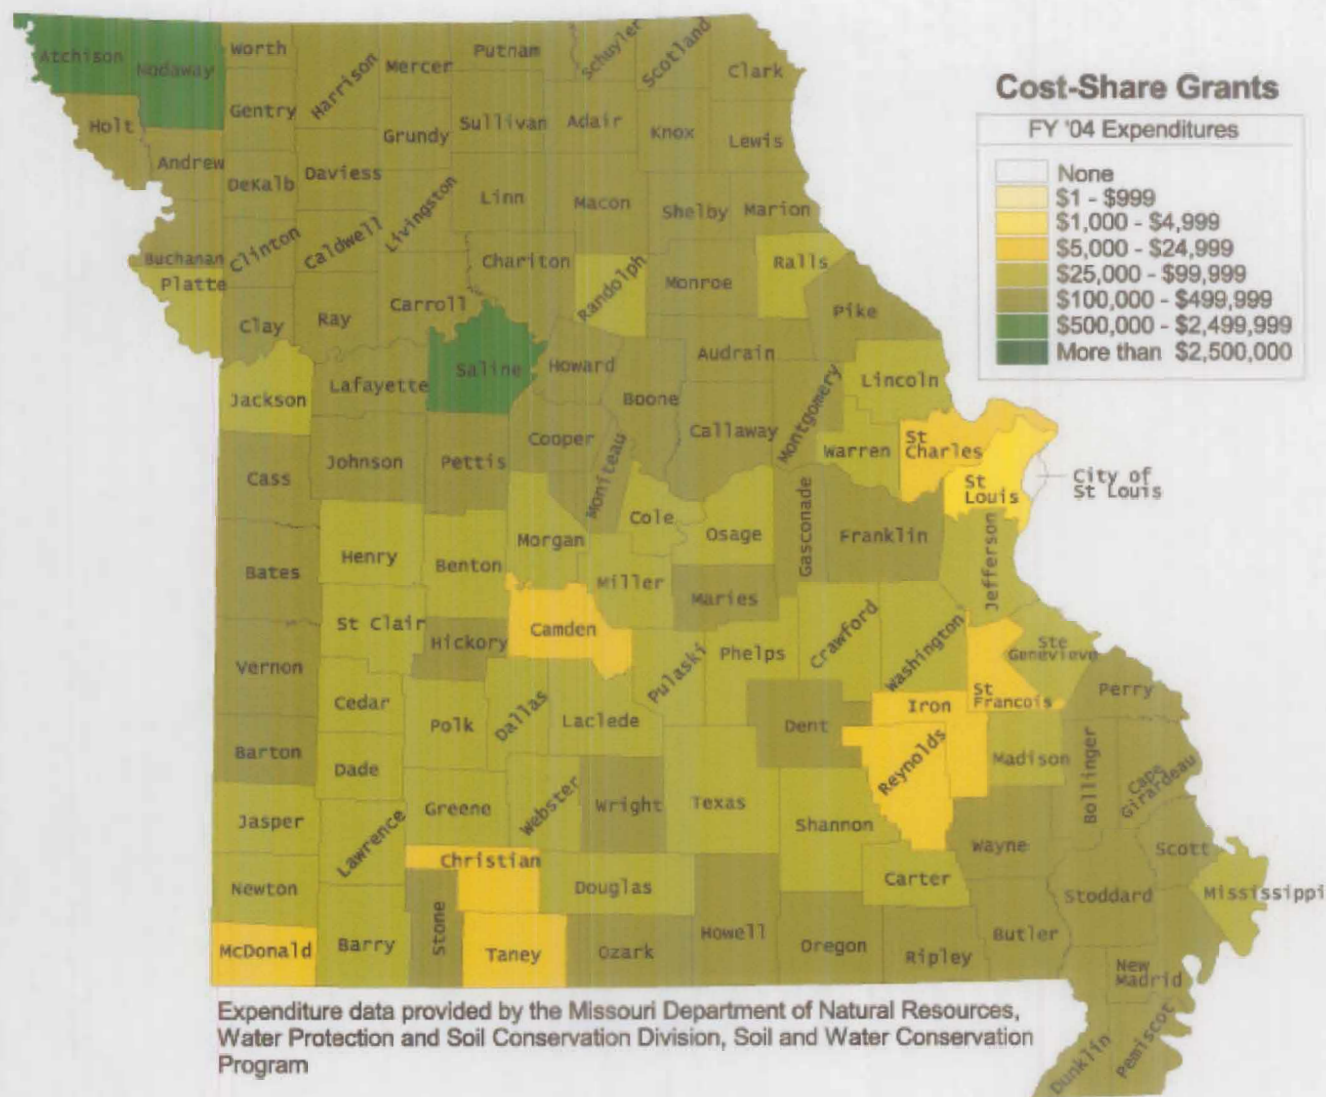 Cost-Share Grants
FY '04 Expenditures
None
$1 - $999
$1,000 - $4,999
$5,000 - $24,999
$25,000 - $99,999
$100,000 - $499,999
$500,000 - $2,499,999
More than $2,500,000
Atchison
Nodaway
Worth
Harrison
Mercer
Putnam
Schuyler
Scotland
Clark
Holt
Gentry
Grundy
Sullivan
Adair
Knox
Lewis
Andrew
DeKalb
Daviess
Livingston
Linn
Macon
Shelby
Marion
Buchanan
Clinton
Caldwell
Chariton
Randolph
Monroe
Ralls
Platte
Clay
Ray
Carroll
Pike
Jackson
Lafayette
Saline
Howard
Boone
Audrain
Montgomery
Lincoln
Callaway
Warren
St
Charles
Cass
Johnson
Pettis
Cooper
Moniteau
St
Louis
City of
St Louis
Cole
Osage
Gasconade
Franklin
Jefferson
Bates
Henry
Benton
Morgan
Miller
Maries
St Clair
Hickory
Camden
Pulaski
Phelps
Crawford
Washington
Ste
Genevieve
St
Francois
Perry
Vernon
Cedar
Polk
Dallas
Laclede
Dent
Iron
Reynolds
Madison
Bollinger
Cape
Girardeau
Barton
Dade
Greene
Webster
Wright
Texas
Shannon
Wayne
Scott
Jasper
Lawrence
Christian
Douglas
Carter
Stoddard
Mississippi
Newton
McDonald
Barry
Stone
Taney
Ozark
Howell
Oregon
Ripley
Butler
New
Madrid
Dunklin
Pemiscot
Expenditure data provided by the Missouri Department of Natural Resources,
Water Protection and Soil Conservation Division, Soil and Water Conservation
Program